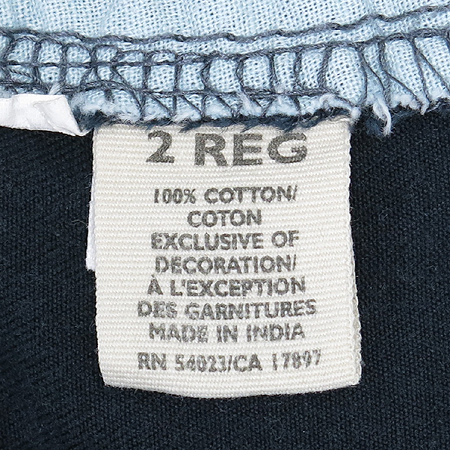 2 REG
100% COTTON/
COTON
EXCLUSIVE OF
DECORATION/
À L'EXCEPTION
DES GARNITURES
MADE IN INDIA
RN 54023/CA 17897